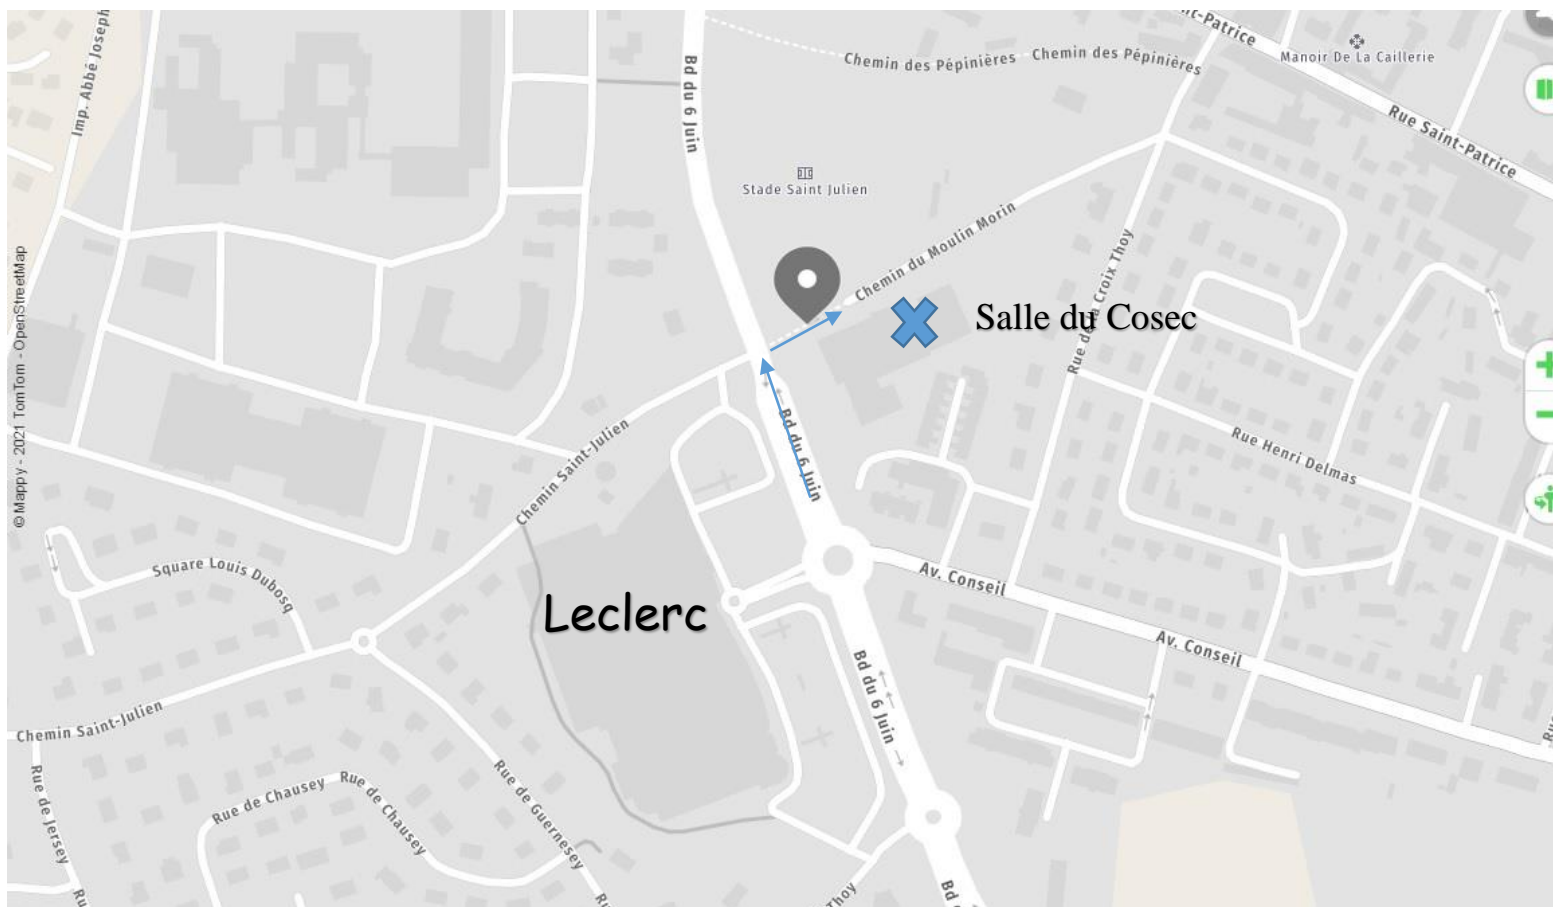 -Patrice
Manoir De La Caillerie
Chemin des Pépinières
Chemin des Pépinières
Imp. Abbé Joseph
Bd du 6 Juin
Rue Saint-Patrice
Stade Saint Julien
Chemin du Moulin Morin
Rue de la Croix Thoy
Salle du Cosec
© Mappy - 2021 TomTom - OpenStreetMap
Bd du 6 Juin
Chemin Saint-Julien
Rue Henri Delmas
Square Louis Dubosq
Av. Conseil
Leclerc
Av. Conseil
Bd du 6 Juin
Chemin Saint-Julien
Rue de Jersey
Rue de Chausey
Rue de Chausey
Rue de Guernesey
Thoy
Bd